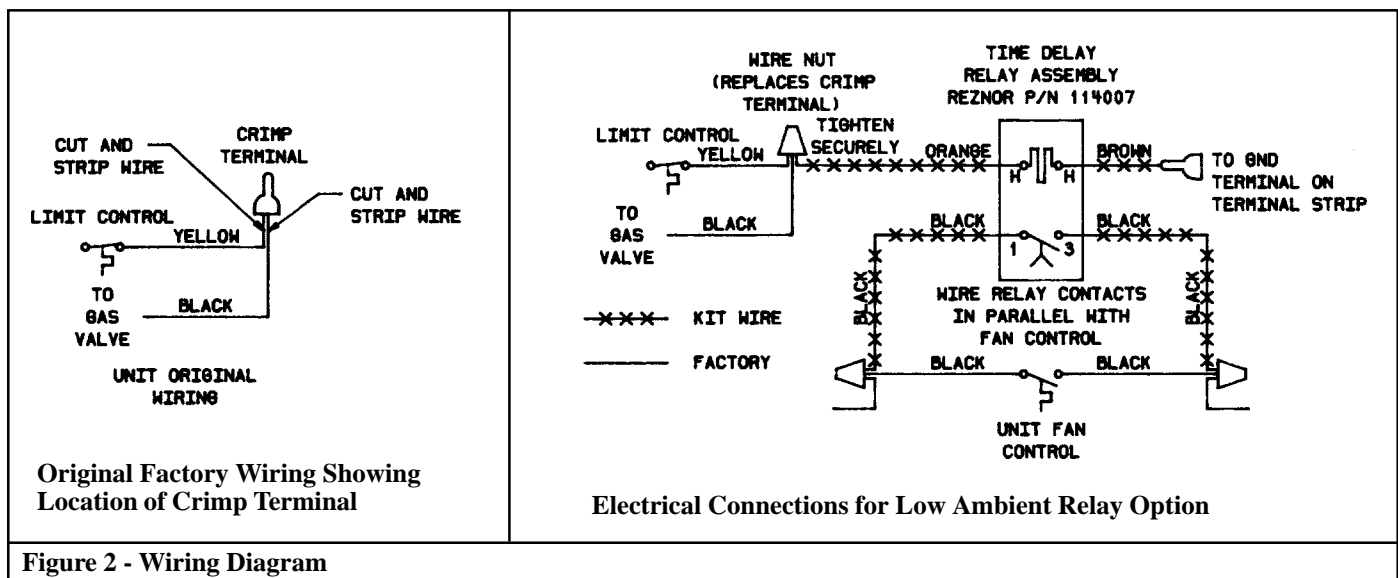 CUT AND
STRIP WIRE
CRIMP
TERMINAL
CUT AND
STRIP WIRE
LIMIT CONTROL
YELLOW
TO
GAS
VALVE
BLACK
UNIT ORIGINAL
WIRING
Original Factory Wiring Showing
Location of Crimp Terminal
WIRE NUT
(REPLACES CRIMP
TERMINAL)
TIGHTEN
SECURELY
TIME DELAY
RELAY ASSEMBLY
REZNOR P/N 114007
LIMIT CONTROL
YELLOW
ORANGE
H
H
BROWN
TO GND
TERMINAL ON
TERMINAL STRIP
TO
GAS
VALVE
BLACK
BLACK
1
3
BLACK
BLACK
BLACK
WIRE RELAY CONTACTS
IN PARALLEL WITH
FAN CONTROL
KIT WIRE
FACTORY
BLACK
BLACK
UNIT FAN
CONTROL
Electrical Connections for Low Ambient Relay Option
Figure 2 - Wiring Diagram